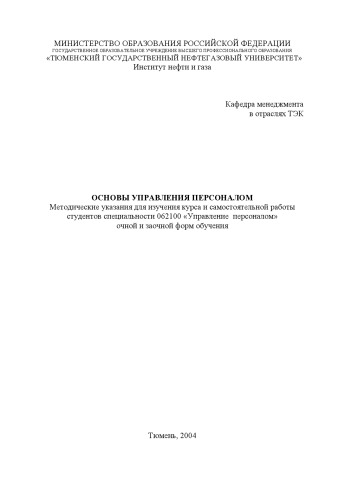 МИНИСТЕРСТВО ОБРАЗОВАНИЯ РОССИЙСКОЙ ФЕДЕРАЦИИ
ГОСУДАРСТВЕННОЕ ОБРАЗОВАТЕЛЬНОЕ УЧРЕЖДЕНИЕ ВЫСШЕГО ПРОФЕССИОНАЛЬНОГО ОБРАЗОВАНИЯ
«ТЮМЕНСКИЙ ГОСУДАРСТВЕННЫЙ НЕФТЕГАЗОВЫЙ УНИВЕРСИТЕТ»
Институт нефти и газа
Кафедра менеджмента
в отраслях ТЭК
ОСНОВЫ УПРАВЛЕНИЯ ПЕРСОНАЛОМ
Методические указания для изучения курса и самостоятельной работы
студентов специальности 062100 «Управление персоналом»
очной и заочной форм обучения
Тюмень, 2004